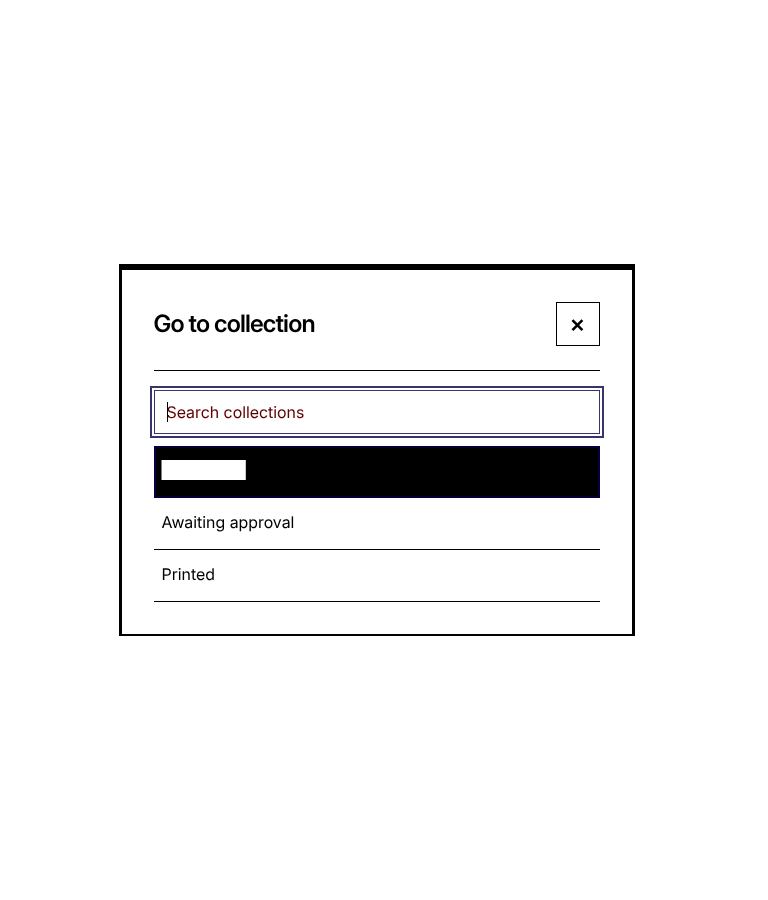 Go to collection
×
Search collections
Awaiting approval
Printed